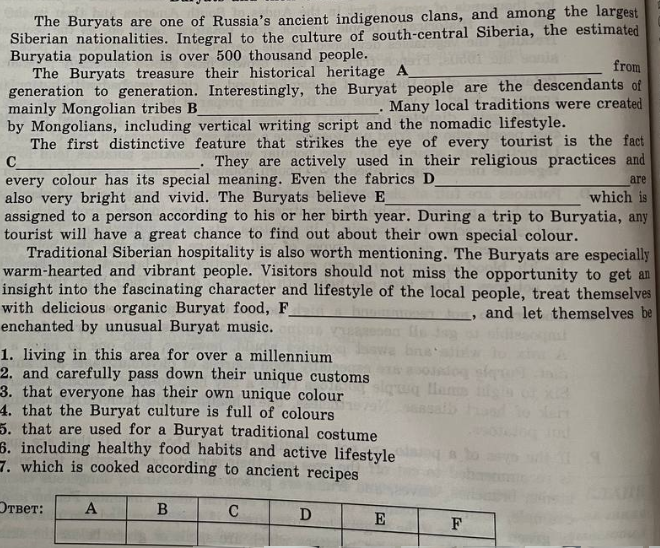 The Buryats are one of Russia's ancient indigenous clans, and among the largest
Siberian nationalities. Integral to the culture of south-central Siberia, the estimated
Buryatia population is over 500 thousand people.
The Buryats treasure their historical heritage A____________________ from
generation to generation. Interestingly, the Buryat people are the descendants of
mainly Mongolian tribes B____________________. Many local traditions were created
by Mongolians, including vertical writing script and the nomadic lifestyle.
The first distinctive feature that strikes the eye of every tourist is the fact
C____________________. They are actively used in their religious practices and
every colour has its special meaning. Even the fabrics D____________________ are
also very bright and vivid. The Buryats believe E____________________ which is
assigned to a person according to his or her birth year. During a trip to Buryatia, any
tourist will have a great chance to find out about their own special colour.
Traditional Siberian hospitality is also worth mentioning. The Buryats are especially
warm-hearted and vibrant people. Visitors should not miss the opportunity to get an
insight into the fascinating character and lifestyle of the local people, treat themselves
with delicious organic Buryat food, F____________________, and let themselves be
enchanted by unusual Buryat music.
1. living in this area for over a millennium
2. and carefully pass down their unique customs
3. that everyone has their own unique colour
4. that the Buryat culture is full of colours
5. that are used for a Buryat traditional costume
6. including healthy food habits and active lifestyle
7. which is cooked according to ancient recipes
Ответ: A B C D E F